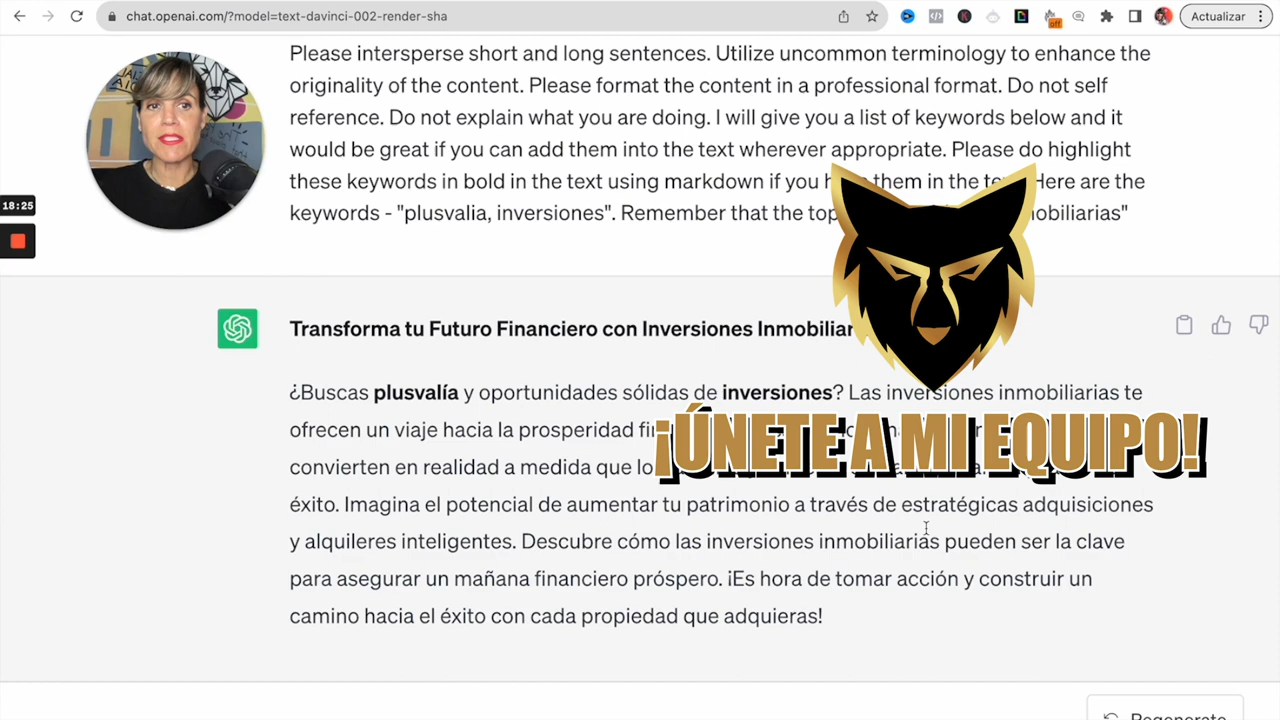 chat.openai.com/?model=text-davinci-002-render-sha
off
Actualizar
Please intersperse short and long sentences. Utilize uncommon terminology to enhance the
originality of the content. Please format the content in a professional format. Do not self
reference. Do not explain what you are doing. I will give you a list of keywords below and it
would be great if you can add them into the text wherever appropriate. Please do highlight
these keywords in bold in the text using markdown if you them in the Here are the
keywords - "plusvalia, inversiones". Remember that the
18:25
Transforma tu Futuro Financiero con Inversiones
¿Buscas plusvalía y oportunidades sólidas de inversiones? Las inversiones inmobiliarias te
ofrecen un viaje hacia la prosperidad
convierten en realidad a medida que
¡ÚNETE A MI EQUIPO!
éxito. Imagina el potencial de aumentar tu patrimonio a través de estratégicas adquisiciones
y alquileres inteligentes. Descubre cómo las inversiones inmobiliarias pueden ser la clave
para asegurar un mañana financiero próspero. ¡Es hora de tomar acción y construir un
camino hacia el éxito con cada propiedad que adquieras!
Regenerate